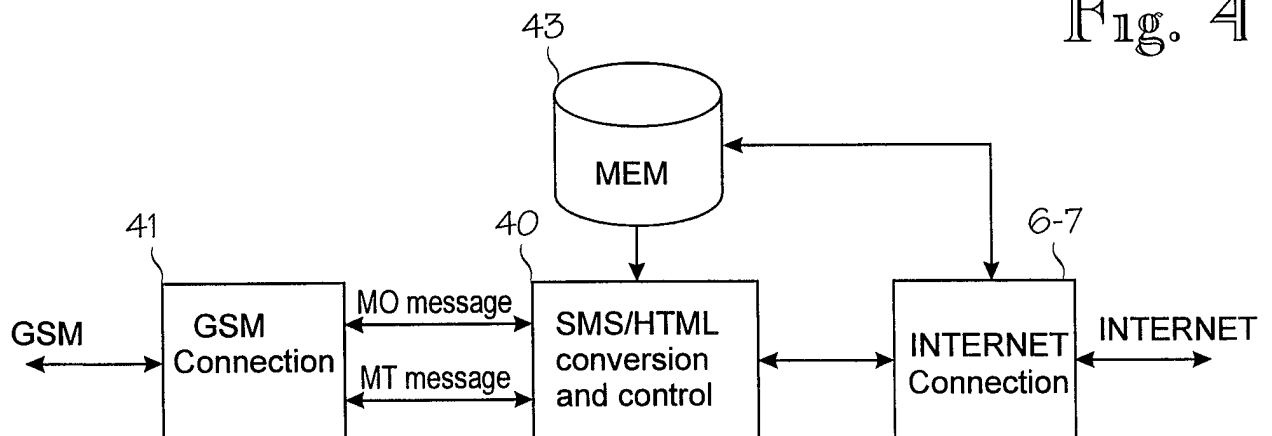 Fig. 4
43
MEM
41
40
6-7
GSM
GSM
Connection
MO message
MT message
SMS/HTML
conversion
and control
INTERNET
Connection
INTERNET